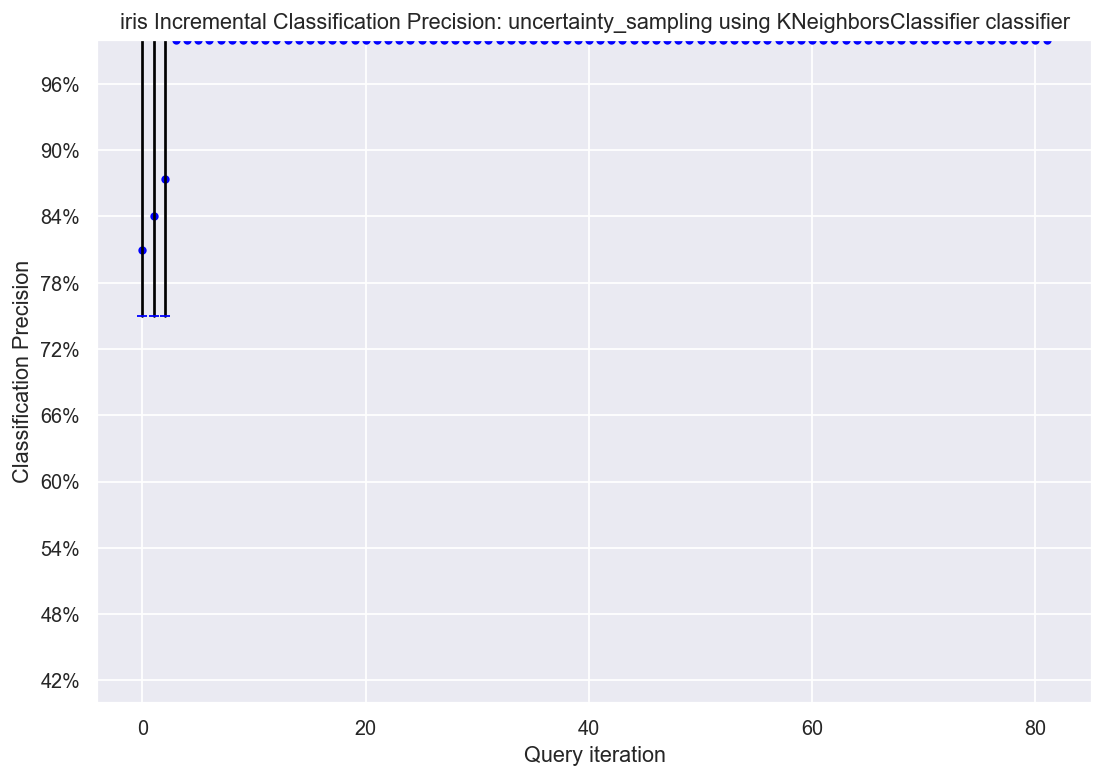 iris Incremental Classification Precision: uncertainty_sampling using KNeighborsClassifier classifier
96%
90%
84%
78%
72%
66%
60%
54%
48%
42%
Classification Precision
0 20 40 60 80
Query iteration